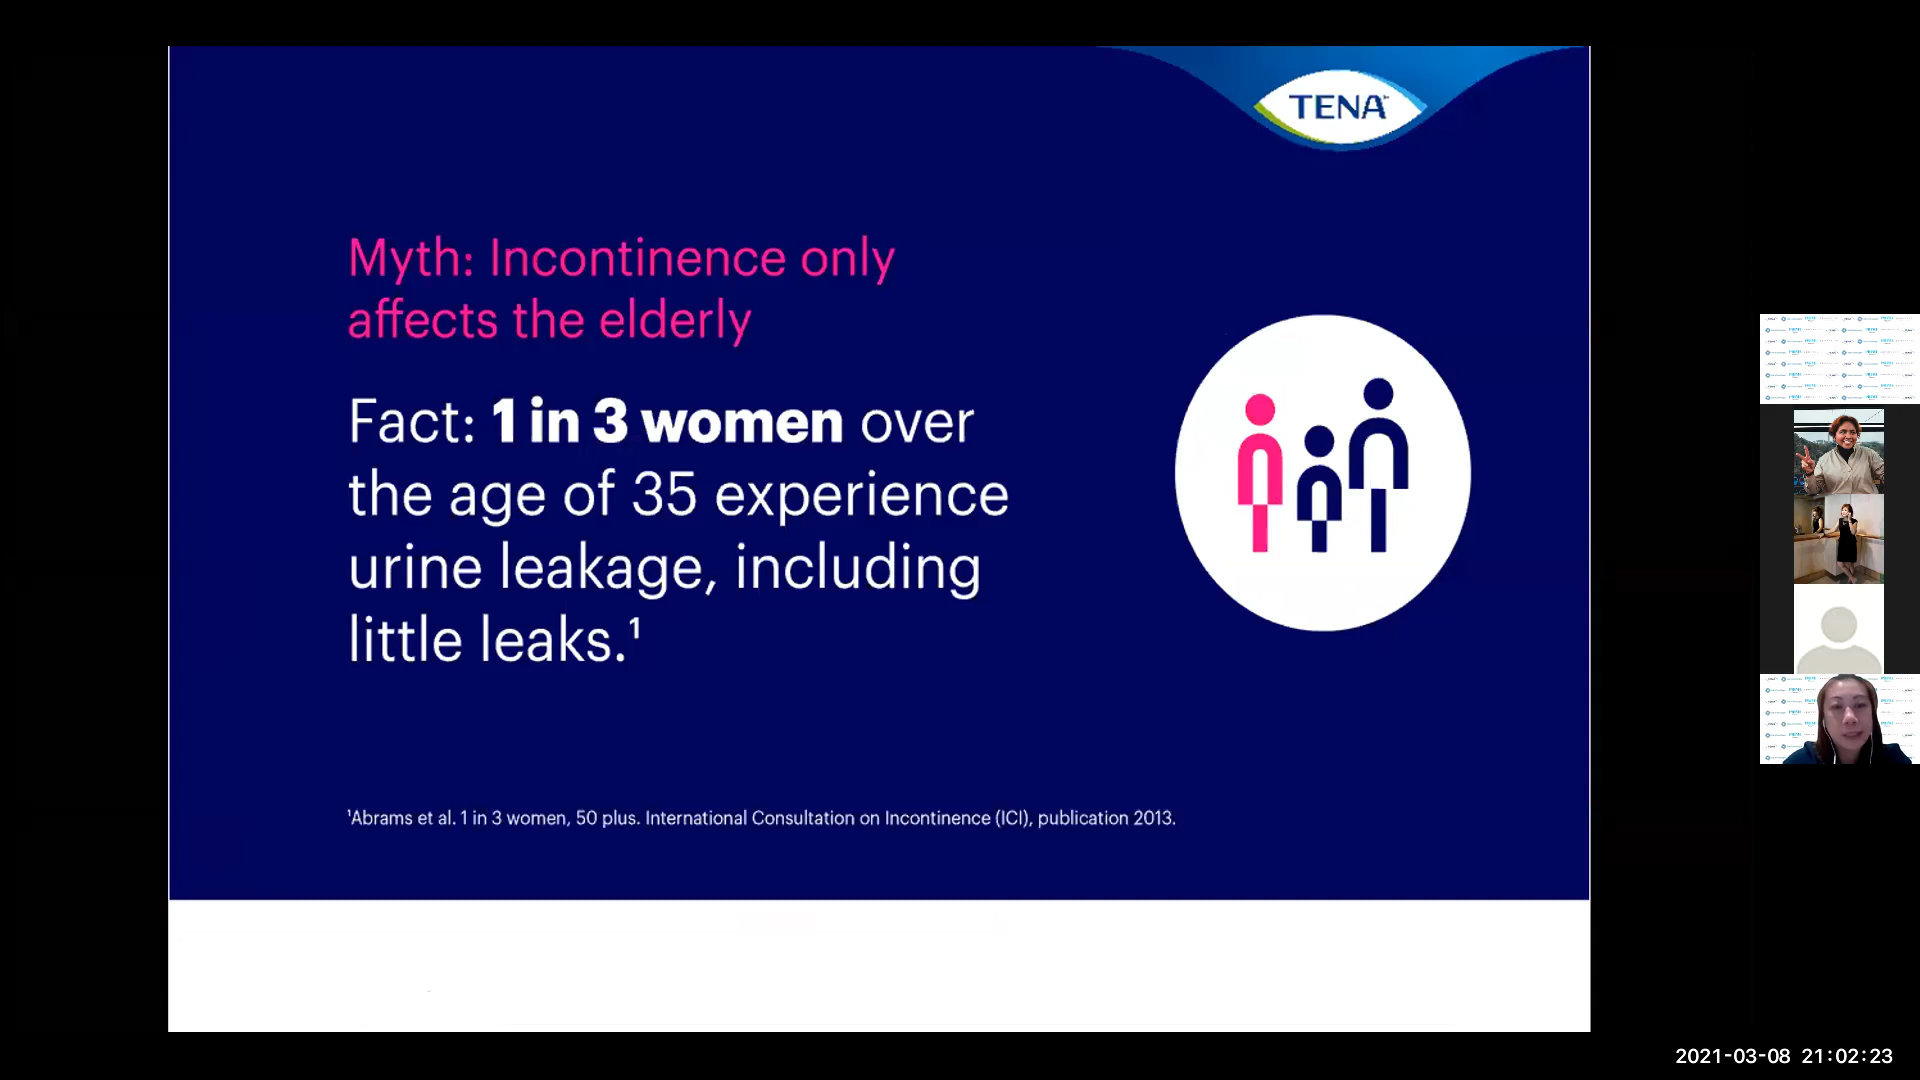 TENA
Myth: Incontinence only
affects the elderly
Fact: 1 in 3 women over
the age of 35 experience
urine leakage, including
little leaks.¹
¹Abrams et al. 1 in 3 women, 50 plus. International Consultation on Incontinence (ICI), publication 2013.
2021-03-08 21:02:23